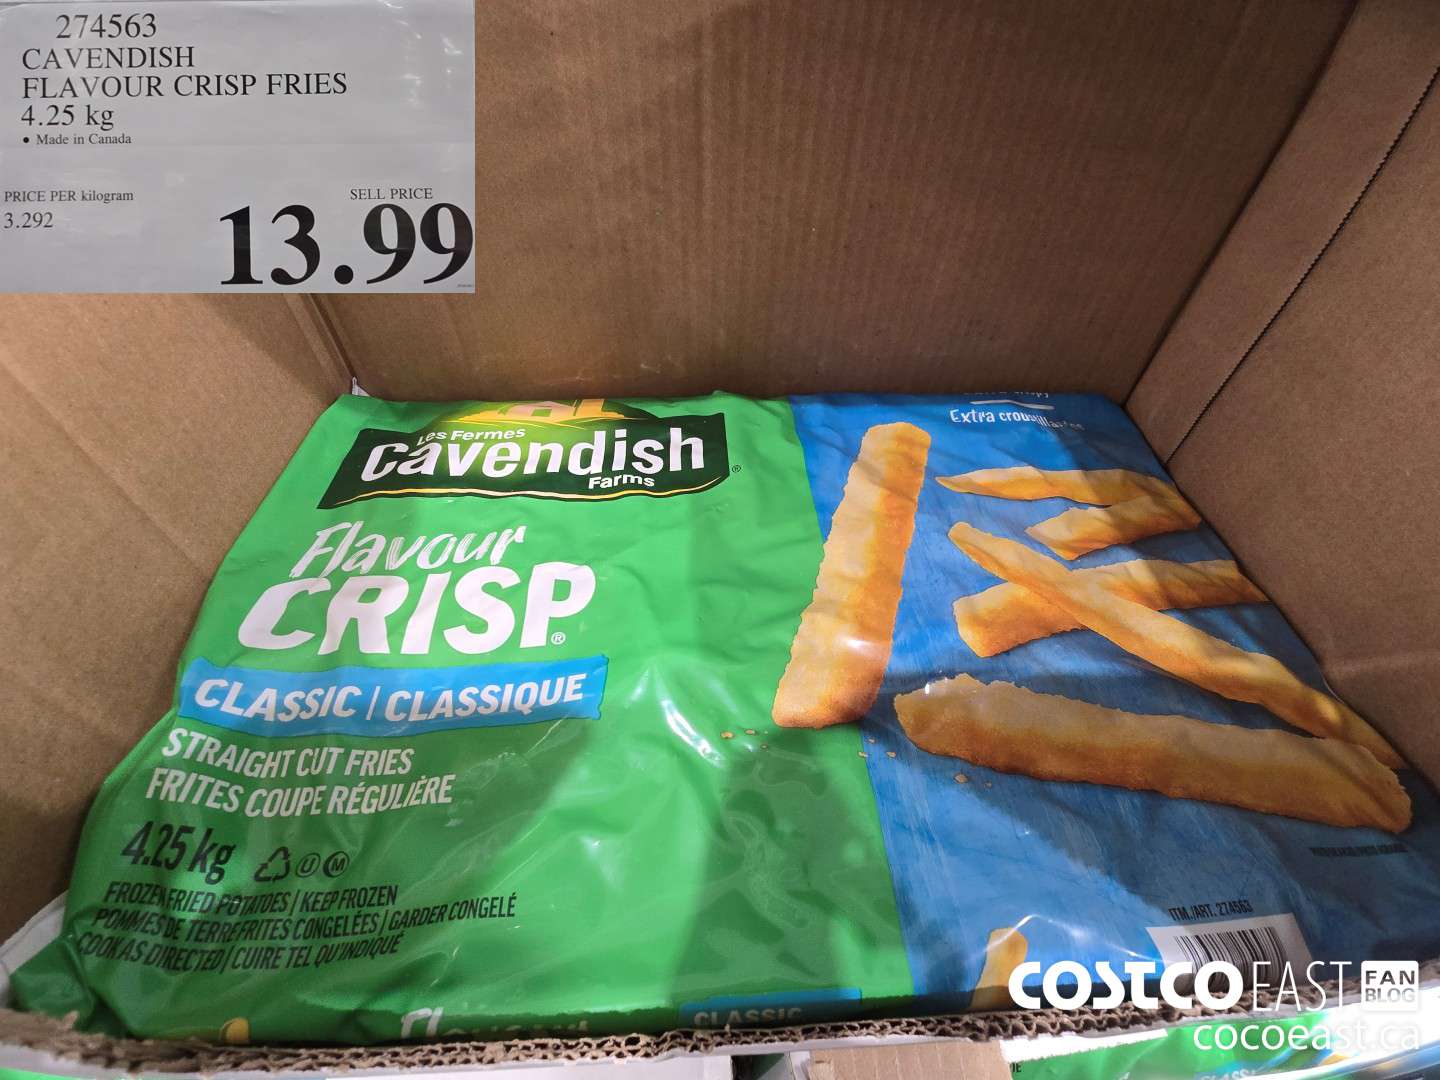 274563
CAVENDISH
FLAVOUR CRISP FRIES
4.25 kg
• Made in Canada
PRICE PER kilogram
3.292
SELL PRICE
13.99
Les Fermes
Cavendish®
Farms
Flavour
CRISP®
CLASSIC / CLASSIQUE
STRAIGHT CUT FRIES
FRITES COUPE RÉGULIÈRE
4.25 kg U M
FROZEN FRIED POTATOES | KEEP FROZEN
POMMES DE TERRE FRITES CONGELÉES | GARDER CONGELÉ
COOK AS DIRECTED | CUIRE TEL QU'INDIQUÉ
Extra croustillantes
ITM./ART. 274563
CLASSIC
COSTCO EAST FAN BLOG
cocoeast.ca